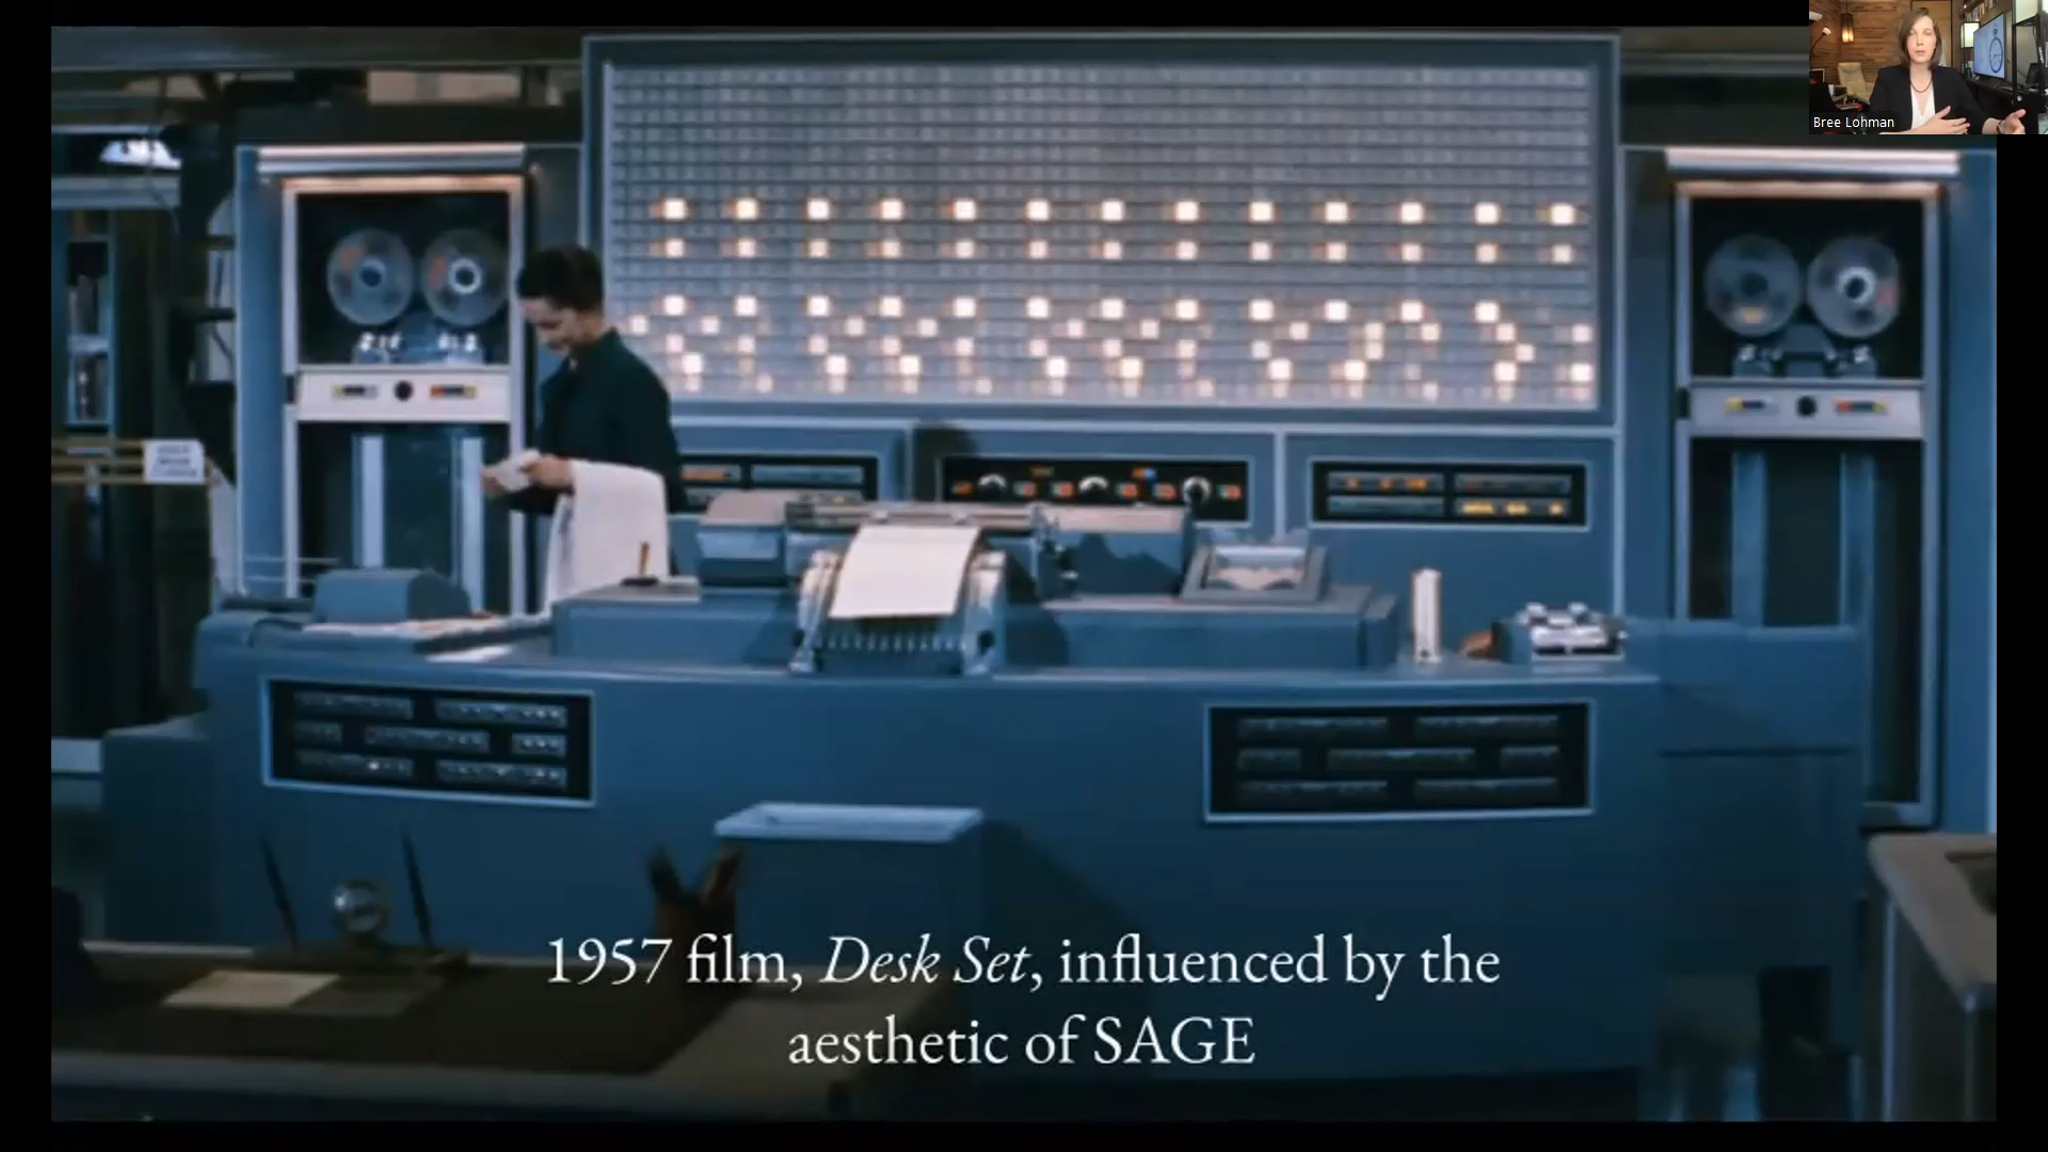 Bree Lohman
1957 film, Desk Set, influenced by the
aesthetic of SAGE